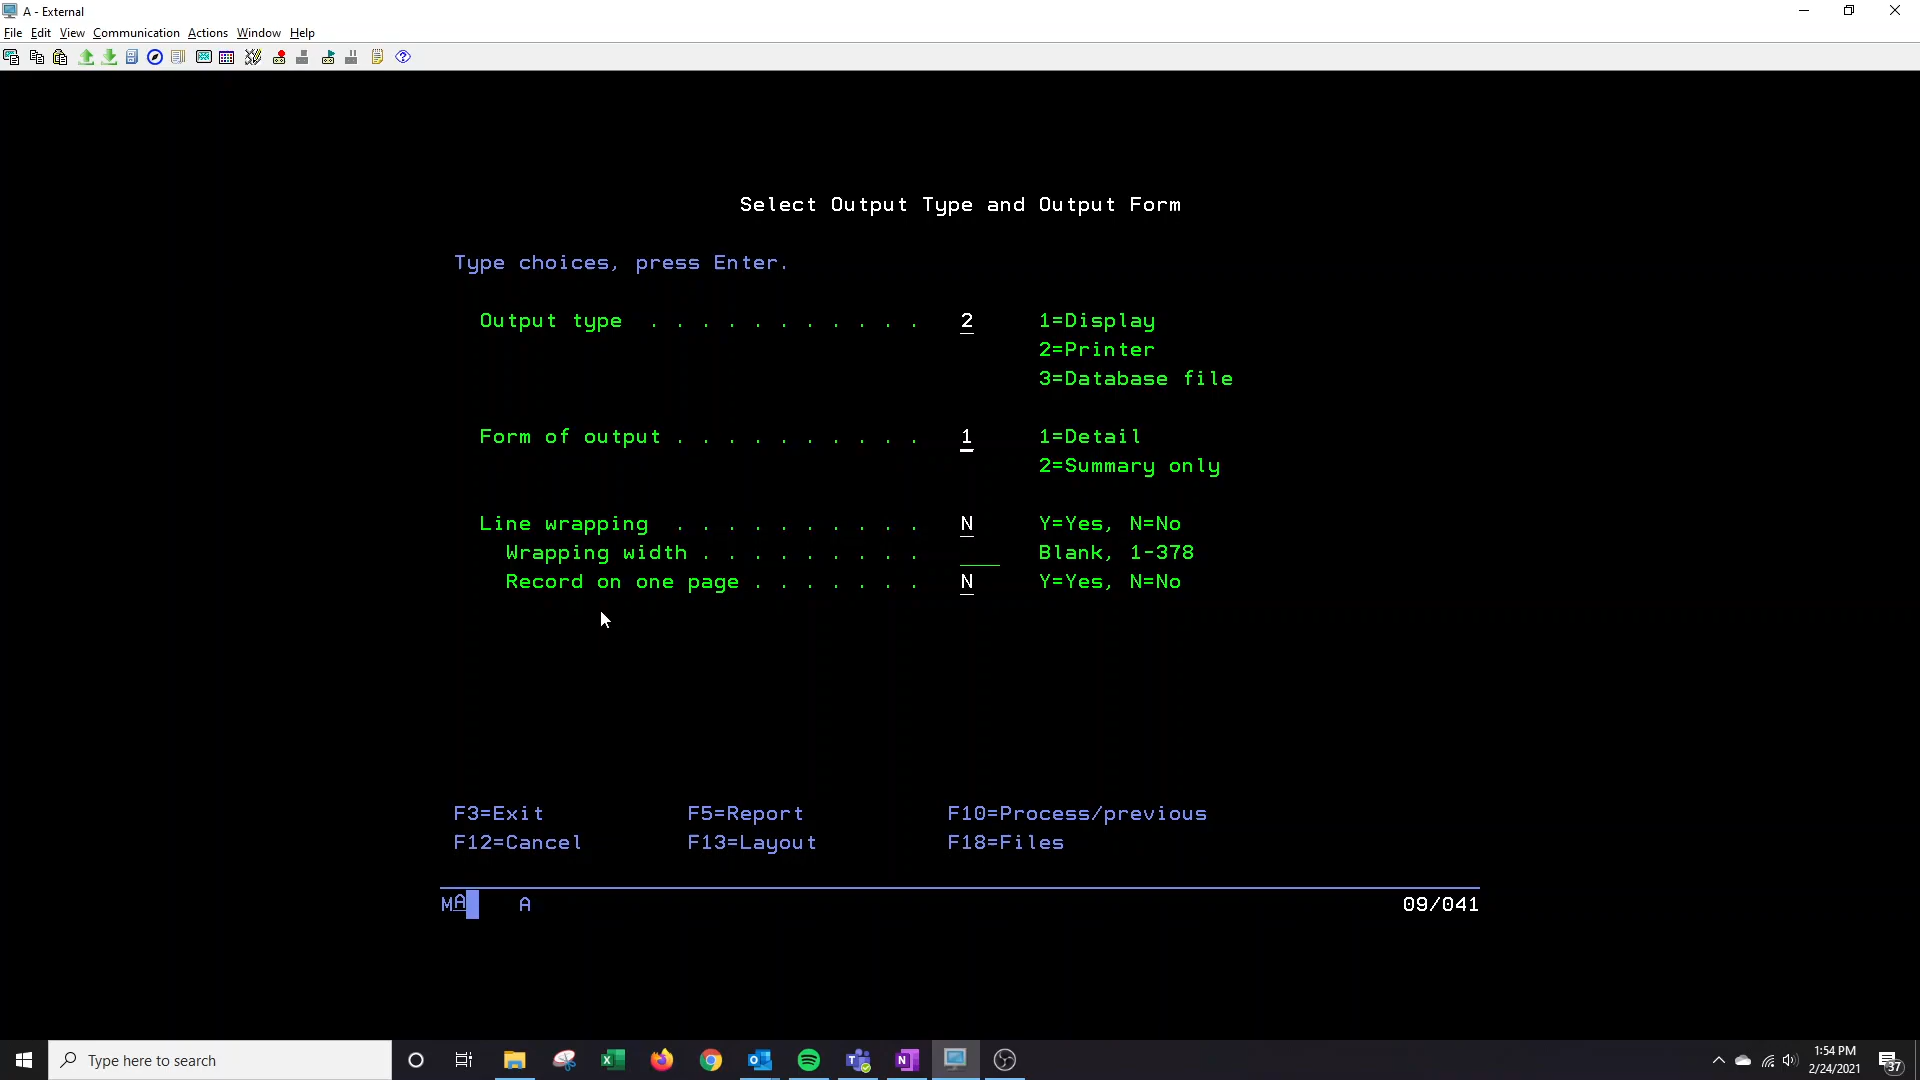 A - External
File Edit View Communication Actions Window Help
Select Output Type and Output Form
Type choices, press Enter.
Output type . . . . . . . . . . . 2 1=Display
2=Printer
3=Database file
Form of output . . . . . . . . . . 1 1=Detail
2=Summary only
Line wrapping . . . . . . . . . . N Y=Yes, N=No
Wrapping width . . . . . . . . . ___ Blank, 1-378
Record on one page . . . . . . . N Y=Yes, N=No
F3=Exit F5=Report F10=Process/previous
F12=Cancel F13=Layout F18=Files
MA A 09/041
Type here to search
1:54 PM
2/24/2021
37